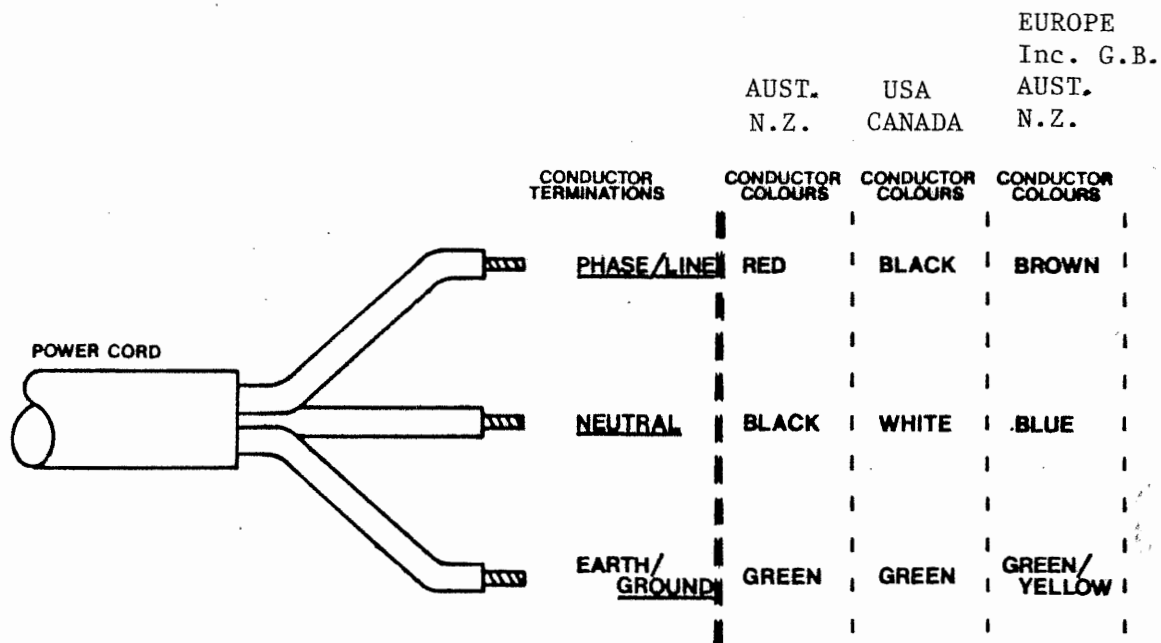 EUROPE
Inc. G.B.
AUST. USA AUST.
N.Z. CANADA N.Z.
CONDUCTOR TERMINATIONS
CONDUCTOR COLOURS
CONDUCTOR COLOURS
CONDUCTOR COLOURS
PHASE/LINE RED BLACK BROWN
POWER CORD
NEUTRAL BLACK WHITE BLUE
EARTH/ GROUND GREEN GREEN GREEN/ YELLOW